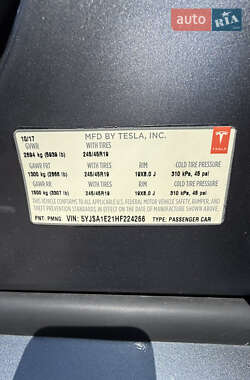 AUTO.RIA
10/17 MFD BY TESLA, INC.
GVWR WITH TIRES
2594 kg (5939 lb) 245/45R19
GAWR FRT WITH TIRES RIM COLD TIRE PRESSURE
1300 kg (2866 lb) 245/45R19 19X8.0 J 310 kPa, 45 psi
GAWR RR WITH TIRES RIM COLD TIRE PRESSURE
1500 kg (3307 lb) 245/45R19 19X8.0 J 310 kPa, 45 psi
THIS VEHICLE CONFORMS TO ALL APPLICABLE U.S. FEDERAL MOTOR VEHICLE SAFETY, BUMPER, AND
THEFT PREVENTION STANDARDS IN EFFECT ON THE DATE OF MANUFACTURE SHOWN ABOVE.
PNT: PMNG VIN: 5YJSA1E21HF224266 TYPE: PASSENGER CAR
TESLA